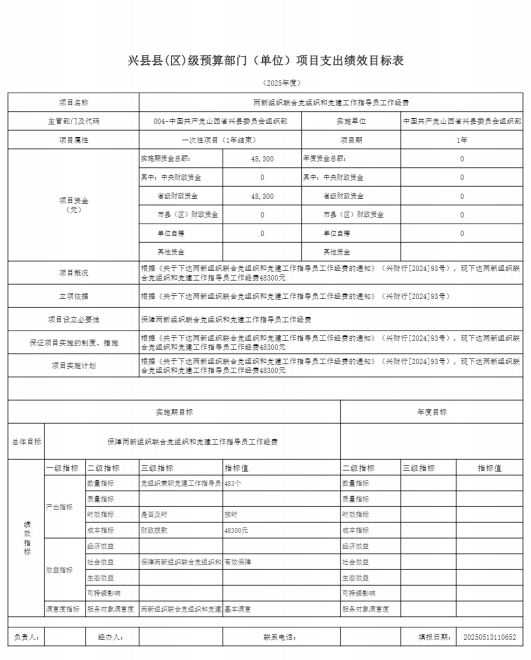 兴县县(区)级预算部门（单位）项目支出绩效目标表
（2025年度）
项目名称 两新组织联合党组织和党建工作指导员工作经费
主管部门及代码 004-中国共产党山西省兴县委员会组织部 实施单位 中国共产党山西省兴县委员会组织部
项目属性 一次性项目（1年结束） 项目期 1年
项目资金
（元）
实施期资金总额: 48,300 年度资金总额: 0
其中: 中央财政资金 0 其中: 中央财政资金 0
省级财政资金 48,300 省级财政资金 0
市县（区）财政资金 0 市县（区）财政资金 0
单位自筹 0 单位自筹 0
其他资金 其他资金
项目概况 根据《关于下达两新组织联合党组织和党建工作指导员工作经费的通知》（兴财行[2024]93号），现下达两新组织联
合党组织和党建工作指导员工作经费48300元
立项依据 根据《关于下达两新组织联合党组织和党建工作指导员工作经费的通知》（兴财行[2024]93号）
项目设立必要性 保障两新组织联合党组织和党建工作指导员工作经费
保证项目实施的制度、措施 根据《关于下达两新组织联合党组织和党建工作指导员工作经费的通知》（兴财行[2024]93号），现下达两新组织联
合党组织和党建工作指导员工作经费48300元
项目实施计划 根据《关于下达两新组织联合党组织和党建工作指导员工作经费的通知》（兴财行[2024]93号），现下达两新组织联
合党组织和党建工作指导员工作经费48300元
实施期目标 年度目标
总体目标 保障两新组织联合党组织和党建工作指导员工作经费
绩效指标
一级指标 二级指标 三级指标 指标值 二级指标 三级指标 指标值
产出指标
数量指标 党组织兼职党建工作指导员 483个 数量指标
质量指标 质量指标
时效指标 是否及时 按时 时效指标
成本指标 财政拨款 48300元 成本指标
效益指标
经济效益 经济效益
社会效益 保障两新组织联合党组织和 有效保障 社会效益
生态效益 生态效益
可持续影响 可持续影响
满意度指标 服务对象满意度 两新组织联合党组织和党建 基本满意 服务对象满意度
负责人: 经办人: 联系电话: 填报日期: 20250513110652